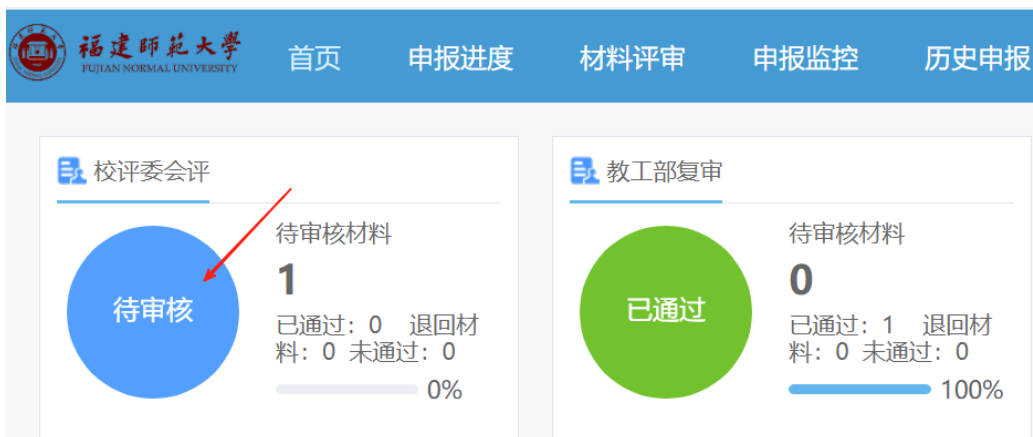 福建师范大學
FUJIAN NORMAL UNIVERSITY
首页 申报进度 材料评审 申报监控 历史申报
校评委会评
待审核
待审核材料
1
已通过：0 退回材
料：0 未通过：0
0%
教工部复审
已通过
待审核材料
0
已通过：1 退回材
料：0 未通过：0
100%